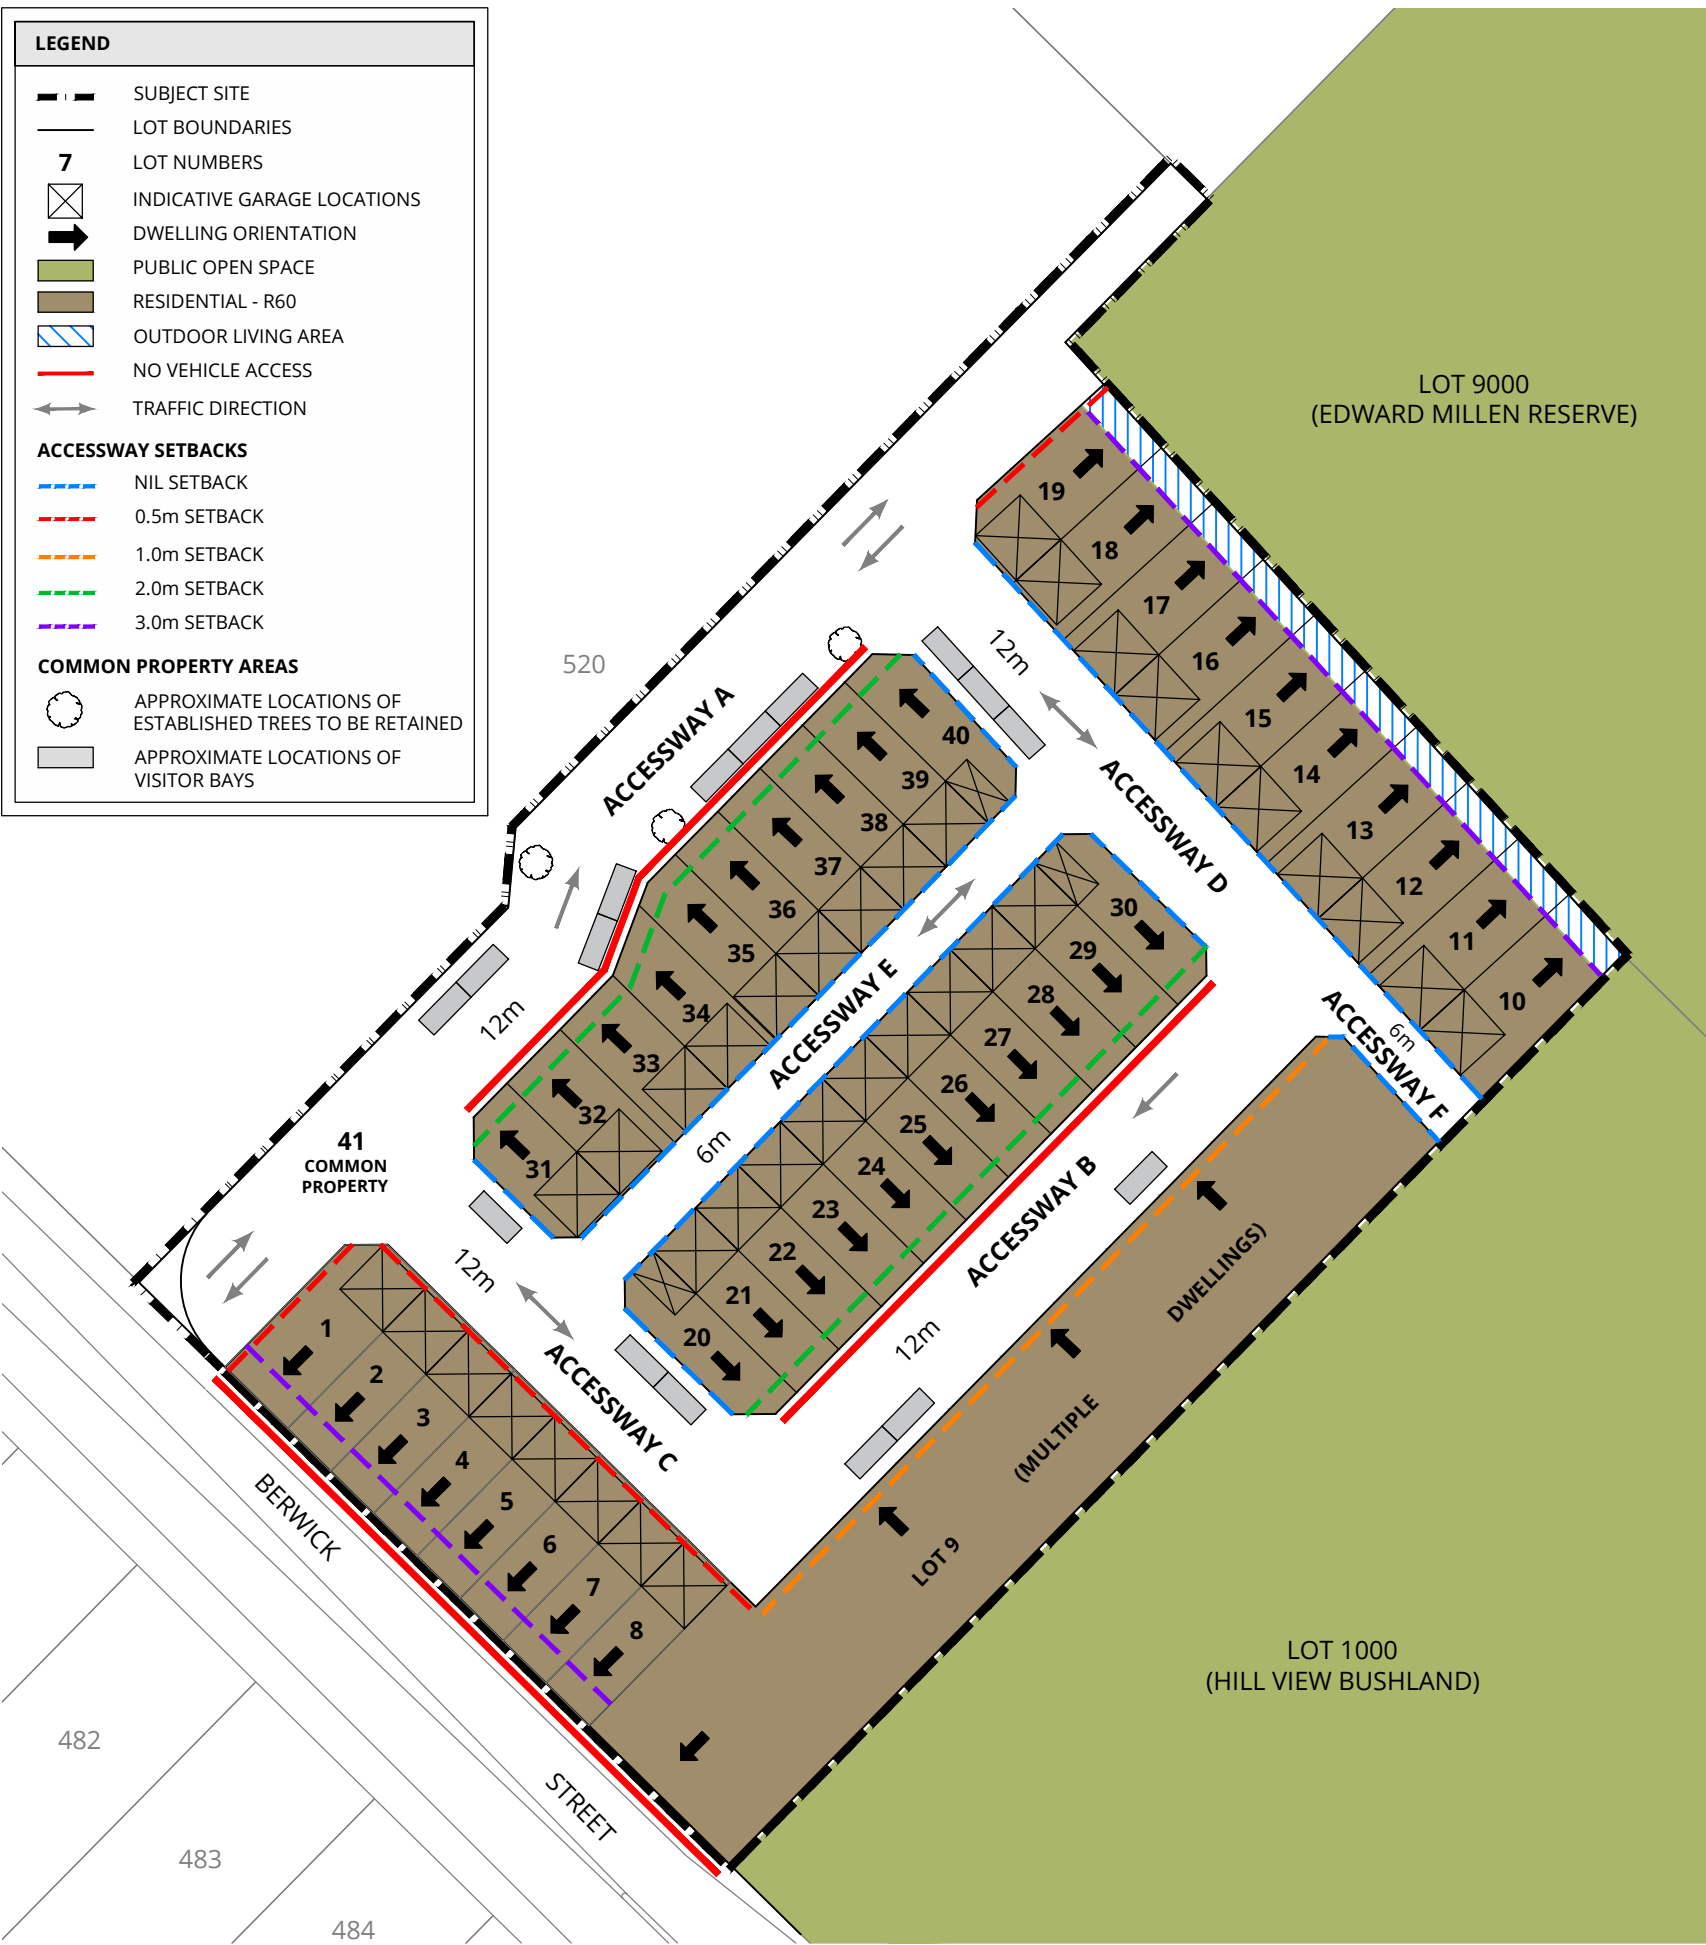 LEGEND
SUBJECT SITE
LOT BOUNDARIES
7
LOT NUMBERS
INDICATIVE GARAGE LOCATIONS
DWELLING ORIENTATION
PUBLIC OPEN SPACE
RESIDENTIAL - R60
OUTDOOR LIVING AREA
NO VEHICLE ACCESS
TRAFFIC DIRECTION
ACCESSWAY SETBACKS
NIL SETBACK
0.5m SETBACK
1.0m SETBACK
2.0m SETBACK
3.0m SETBACK
COMMON PROPERTY AREAS
APPROXIMATE LOCATIONS OF
ESTABLISHED TREES TO BE RETAINED
APPROXIMATE LOCATIONS OF
VISITOR BAYS
LOT 9000
(EDWARD MILLEN RESERVE)
520
19
18
17
16
15
14
13
12
11
10
12m
ACCESSWAY A
ACCESSWAY D
40
39
38
37
36
35
34
33
32
31
12m
ACCESSWAY E
6m
30
29
28
27
26
25
24
23
22
21
20
ACCESSWAY F
6m
41
COMMON
PROPERTY
12m
ACCESSWAY C
ACCESSWAY B
12m
1
2
3
4
5
6
7
8
LOT 9
(MULTIPLE
DWELLINGS)
BERWICK
STREET
LOT 1000
(HILL VIEW BUSHLAND)
482
483
484